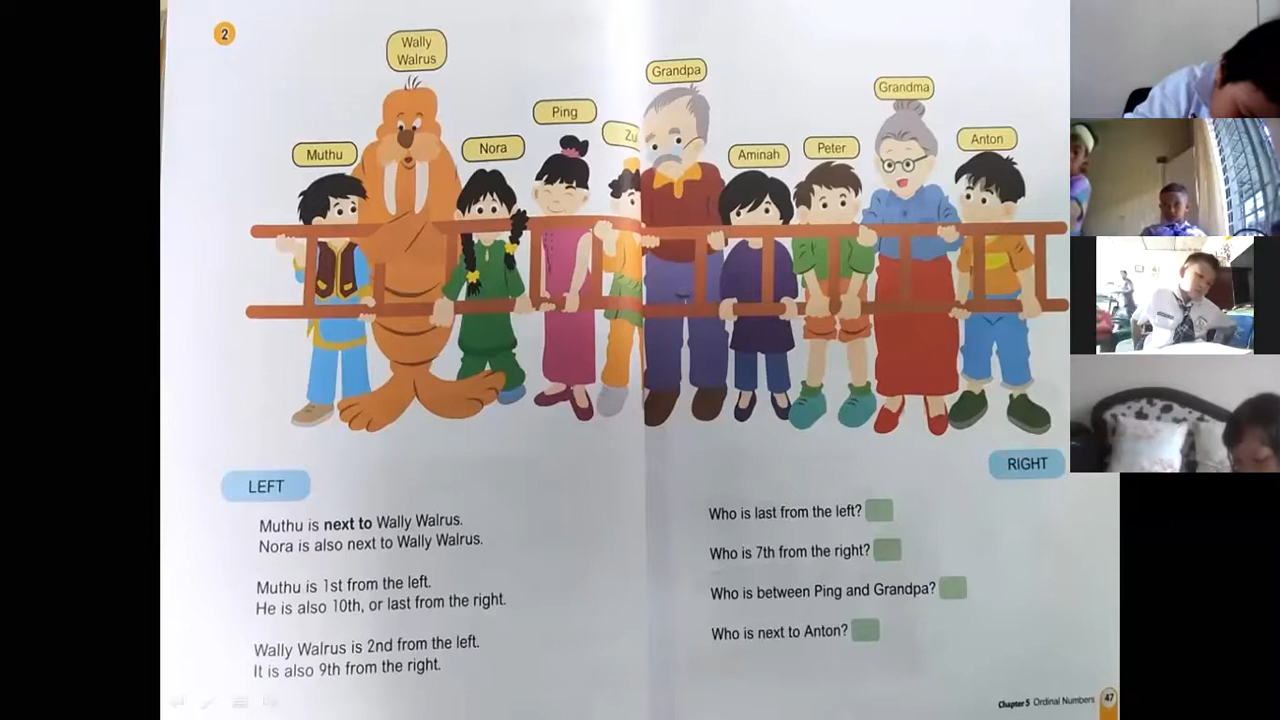 2
Wally
Walrus
Grandpa
Grandma
Ping
Zu
Anton
Nora
Peter
Muthu
Aminah
LEFT
RIGHT
Muthu is next to Wally Walrus.
Nora is also next to Wally Walrus.
Muthu is 1st from the left.
He is also 10th, or last from the right.
Wally Walrus is 2nd from the left.
It is also 9th from the right.
Who is last from the left?
Who is 7th from the right?
Who is between Ping and Grandpa?
Who is next to Anton?
Chapter 5 Ordinal Numbers 47